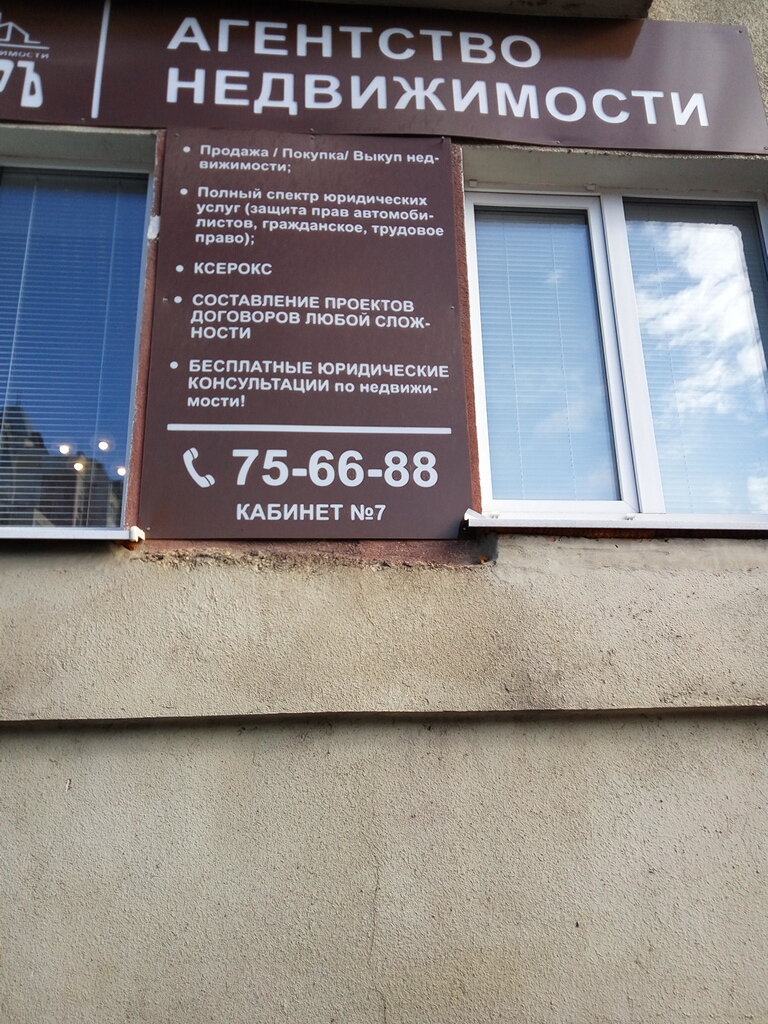 АГЕНТСТВО
НЕДВИЖИМОСТИ
• Продажа / Покупка/ Выкуп нед-
вижимости;
• Полный спектр юридических
услуг (защита прав автомоби-
листов, гражданское, трудовое
право);
• КСЕРОКС
• СОСТАВЛЕНИЕ ПРОЕКТОВ
ДОГОВОРОВ ЛЮБОЙ СЛОЖ-
НОСТИ
• БЕСПЛАТНЫЕ ЮРИДИЧЕСКИЕ
КОНСУЛЬТАЦИИ по недвижи-
мости!
75-66-88
КАБИНЕТ №7